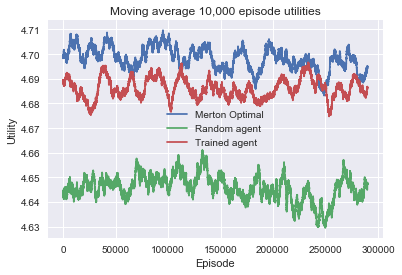 Moving average 10,000 episode utilities
4.71
4.70
4.69
4.68
4.67
4.66
4.65
4.64
4.63
Utility
Merton Optimal
Random agent
Trained agent
0 50000 100000 150000 200000 250000 300000
Episode